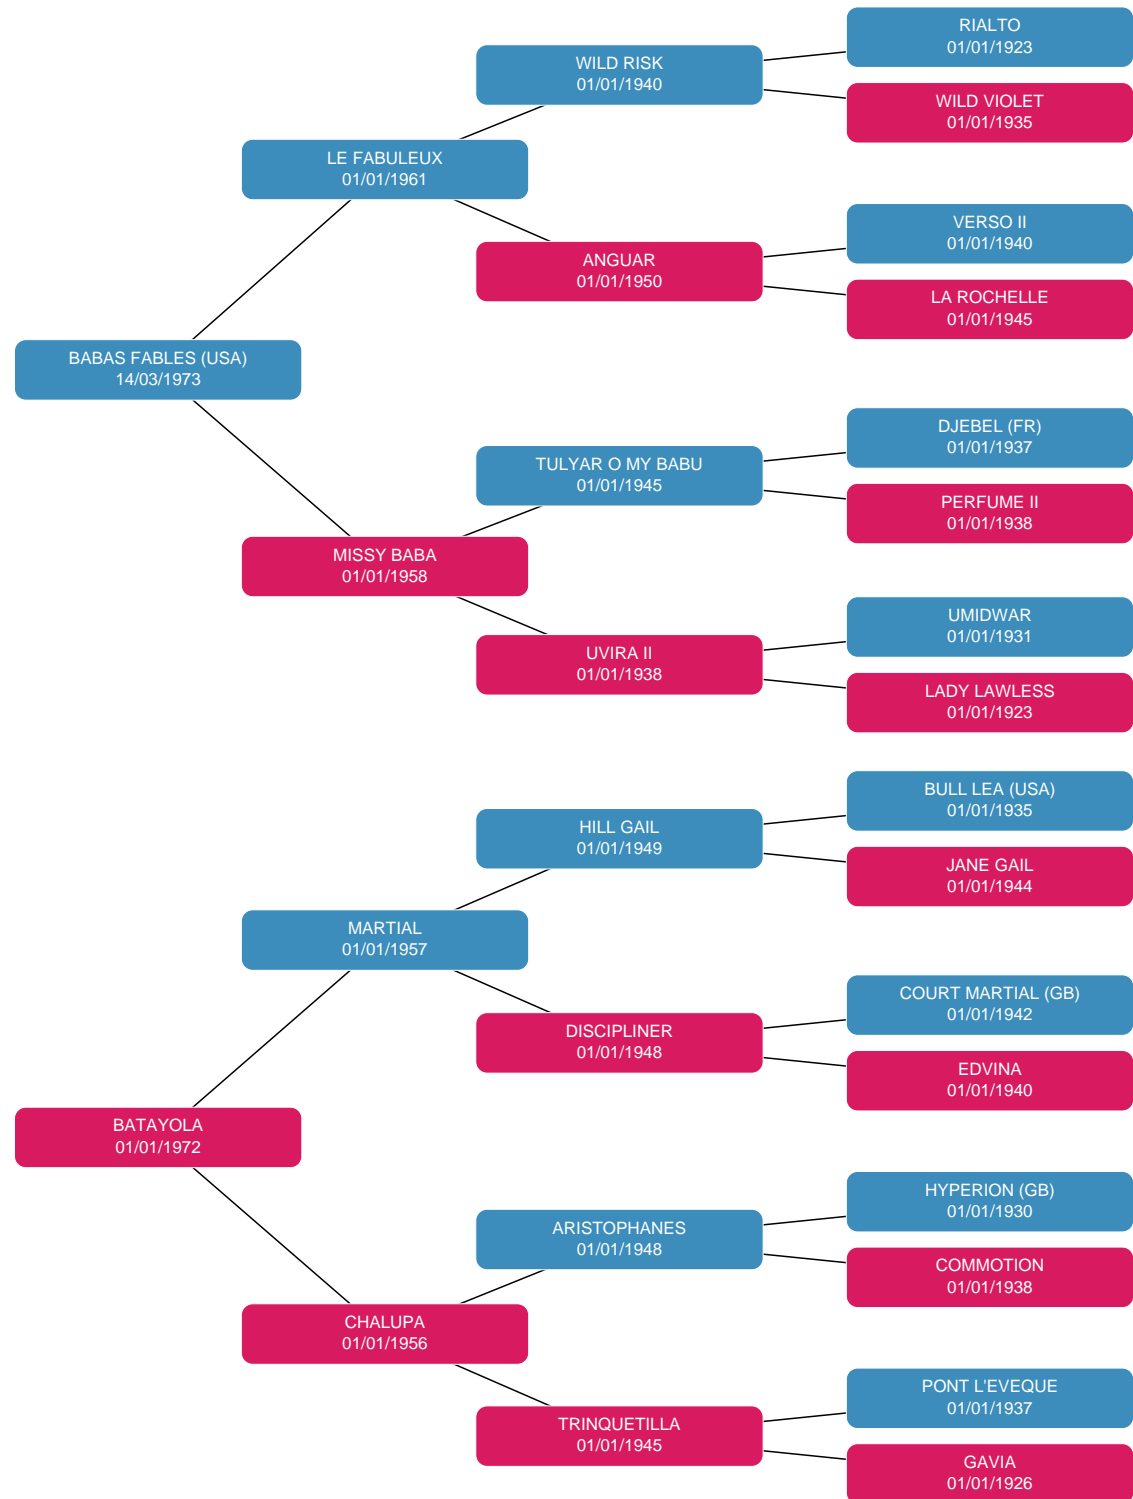 RIALTO
01/01/1923
WILD RISK
01/01/1940
WILD VIOLET
01/01/1935
LE FABULEUX
01/01/1961
VERSO II
01/01/1940
ANGUAR
01/01/1950
LA ROCHELLE
01/01/1945
BABAS FABLES (USA)
14/03/1973
DJEBEL (FR)
01/01/1937
TULYAR O MY BABU
01/01/1945
PERFUME II
01/01/1938
MISSY BABA
01/01/1958
UMIDWAR
01/01/1931
UVIRA II
01/01/1938
LADY LAWLESS
01/01/1923
BULL LEA (USA)
01/01/1935
HILL GAIL
01/01/1949
JANE GAIL
01/01/1944
MARTIAL
01/01/1957
COURT MARTIAL (GB)
01/01/1942
DISCIPLINER
01/01/1948
EDVINA
01/01/1940
BATAYOLA
01/01/1972
HYPERION (GB)
01/01/1930
ARISTOPHANES
01/01/1948
COMMOTION
01/01/1938
CHALUPA
01/01/1956
PONT L'EVEQUE
01/01/1937
TRINQUETILLA
01/01/1945
GAVIA
01/01/1926